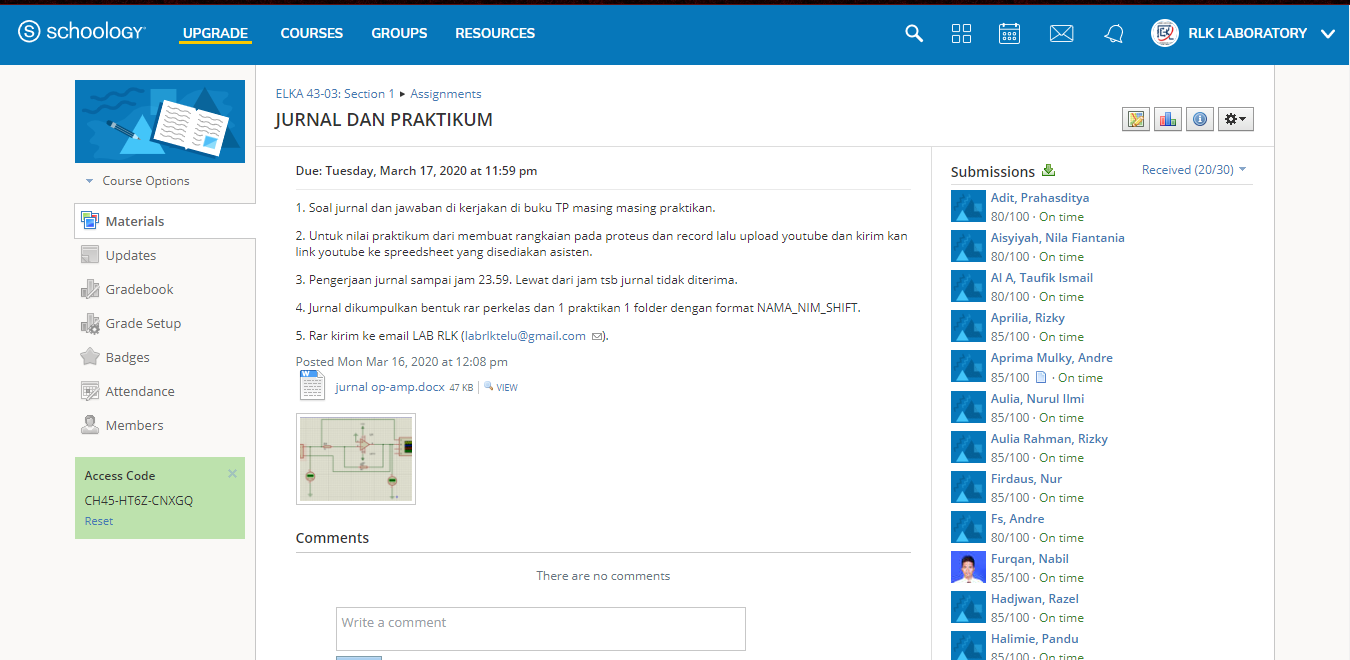 schoology
UPGRADE
COURSES
GROUPS
RESOURCES
RLK LABORATORY
Course Options
Materials
Updates
Gradebook
Grade Setup
Badges
Attendance
Members
Access Code
CH45-HT6Z-CNXGQ
Reset
ELKA 43-03: Section 1 ▸ Assignments
JURNAL DAN PRAKTIKUM
Due: Tuesday, March 17, 2020 at 11:59 pm
1. Soal jurnal dan jawaban di kerjakan di buku TP masing masing praktikan.
2. Untuk nilai praktikum dari membuat rangkaian pada proteus dan record lalu upload youtube dan kirim kan
link youtube ke spreedsheet yang disediakan asisten.
3. Pengerjaan jurnal sampai jam 23.59. Lewat dari jam tsb jurnal tidak diterima.
4. Jurnal dikumpulkan bentuk rar perkelas dan 1 praktikan 1 folder dengan format NAMA_NIM_SHIFT.
5. Rar kirim ke email LAB RLK (labrlktelu@gmail.com ).
Posted Mon Mar 16, 2020 at 12:08 pm
jurnal op-amp.docx 47 KB VIEW
Comments
There are no comments
Write a comment
Submissions
Received (20/30)
Adit, Prahasditya
80/100 · On time
Aisyiyah, Nila Fiantania
80/100 · On time
Al A, Taufik Ismail
80/100 · On time
Aprilia, Rizky
85/100 · On time
Aprima Mulky, Andre
85/100 · On time
Aulia, Nurul Ilmi
85/100 · On time
Aulia Rahman, Rizky
85/100 · On time
Firdaus, Nur
85/100 · On time
Fs, Andre
80/100 · On time
Furqan, Nabil
85/100 · On time
Hadjwan, Razel
85/100 · On time
Halimie, Pandu
85/100 · On time